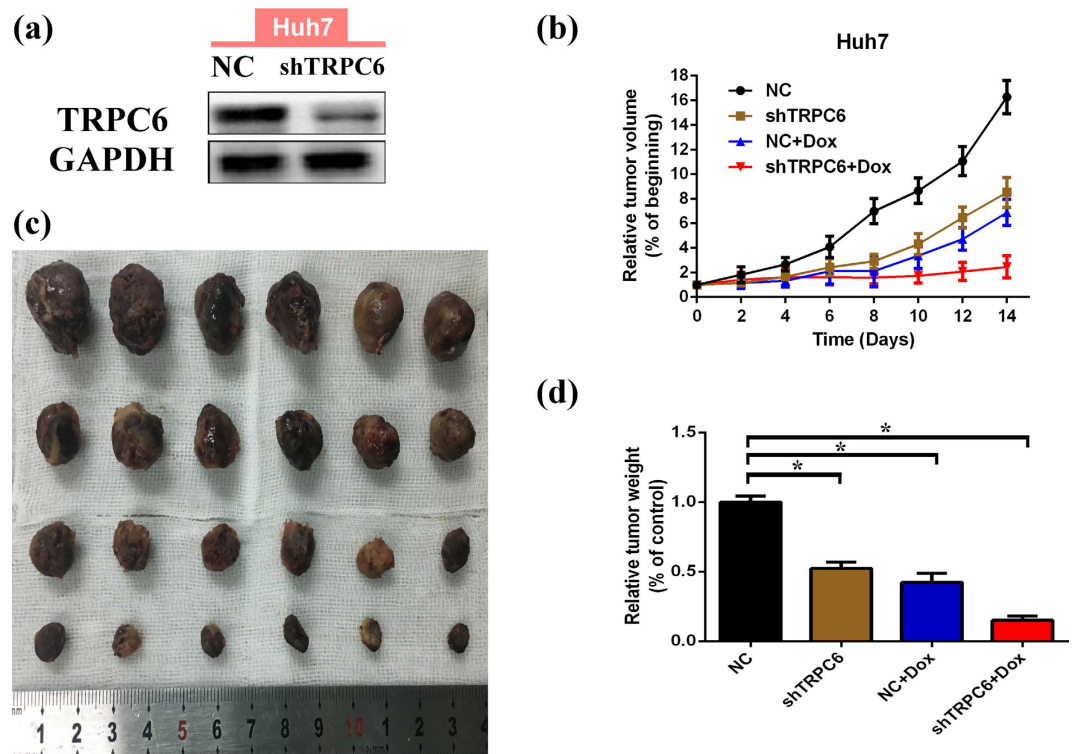 (a)
Huh7
NC shTRPC6
TRPC6
GAPDH
(b)
Huh7
Relative tumor volume
(% of beginning)
18
16
14
12
10
8
6
4
2
0
NC
shTRPC6
NC+Dox
shTRPC6+Dox
0 2 4 6 8 10 12 14
Time (Days)
(c)
1 2 3 4 5 6 7 8 9 10 1 2 3 4
(d)
Relative tumor weight
(% of control)
1.5
1.0
0.5
0.0
*
*
*
NC
shTRPC6
NC+Dox
shTRPC6+Dox